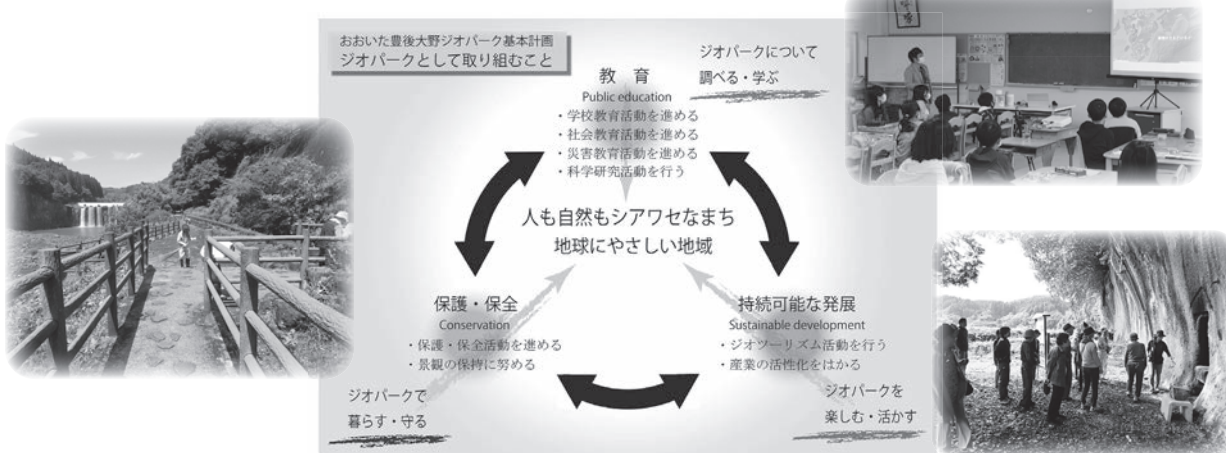 おおいた豊後大野ジオパーク基本計画
ジオパークとして取り組むこと
ジオパークについて
調べる・学ぶ
教　育
Public education
・学校教育活動を進める
・社会教育活動を進める
・災害教育活動を進める
・科学研究活動を行う
人も自然もシアワセなまち
地球にやさしい地域
保護・保全
Conservation
・保護・保全活動を進める
・景観の保持に努める
ジオパークで
暮らす・守る
持続可能な発展
Sustainable development
・ジオツーリズム活動を行う
・産業の活性化をはかる
ジオパークを
楽しむ・活かす